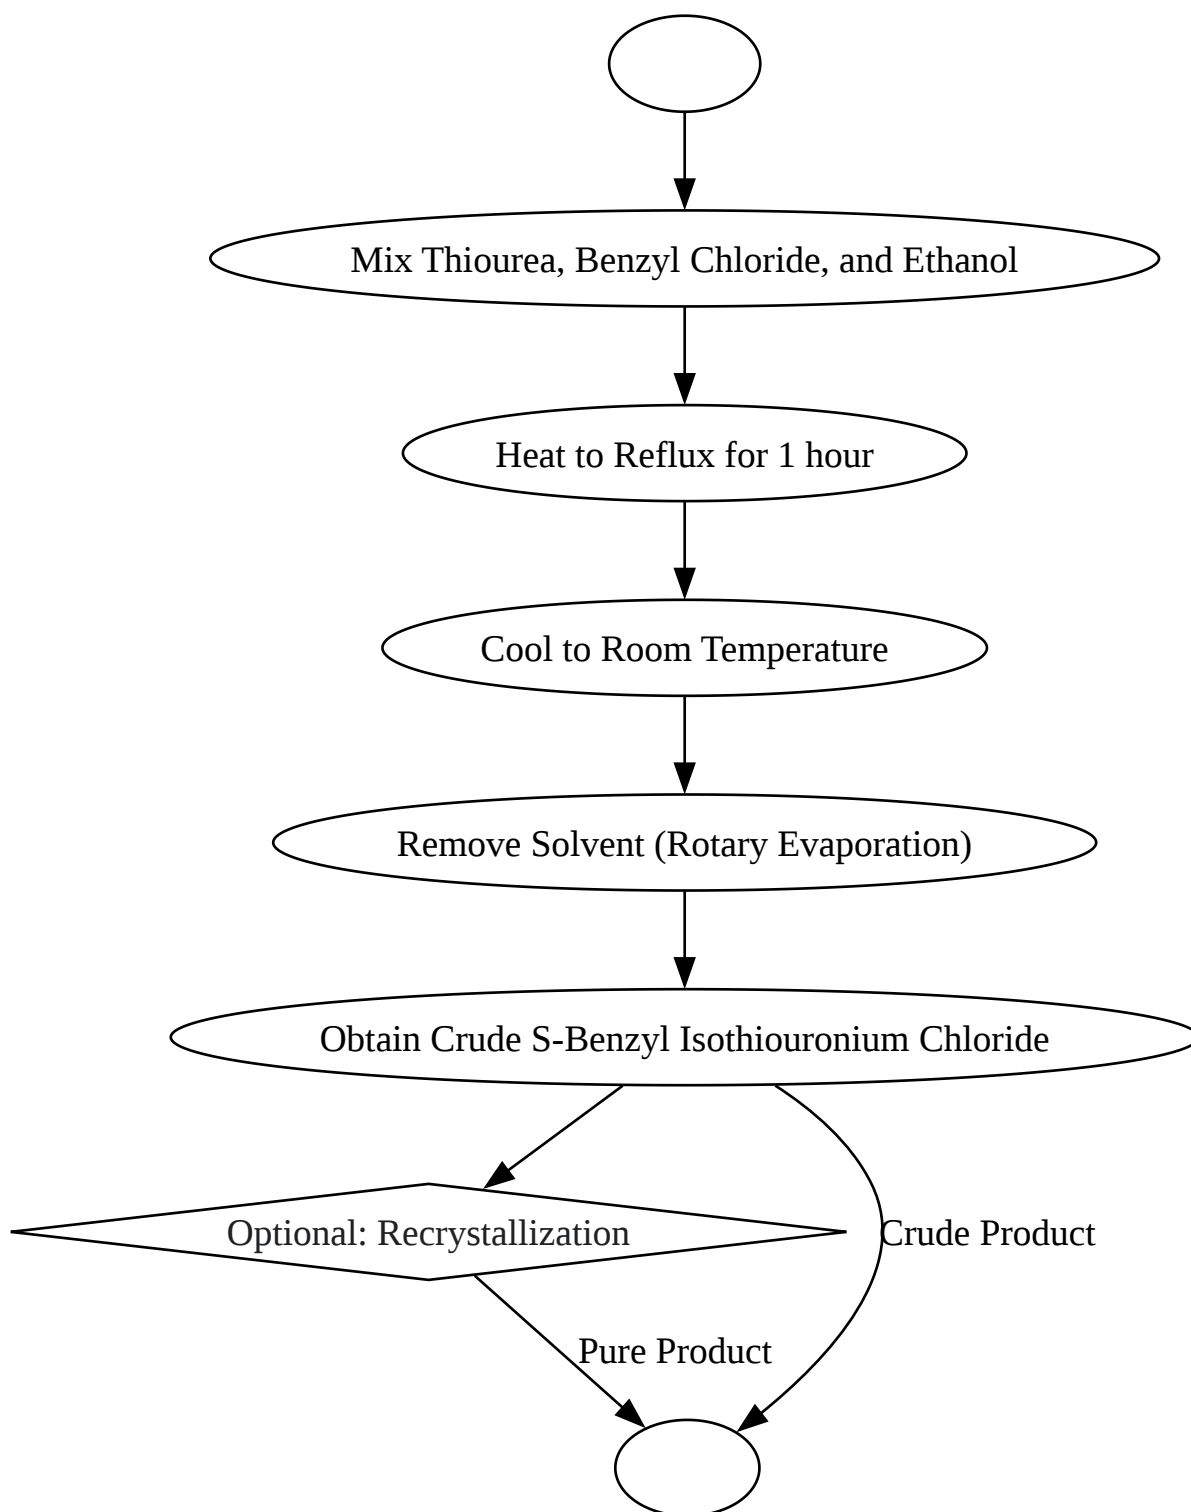 Mix Thiourea, Benzyl Chloride, and Ethanol
Heat to Reflux for 1 hour
Cool to Room Temperature
Remove Solvent (Rotary Evaporation)
Obtain Crude S-Benzyl Isothiouronium Chloride
Optional: Recrystallization
Crude Product
Pure Product